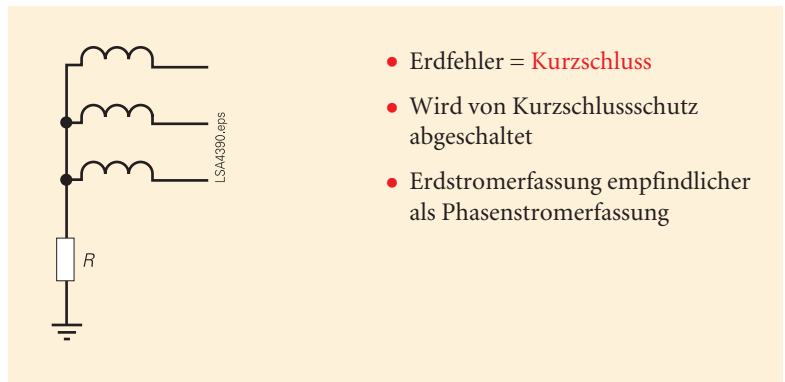 LSA4390.eps
R
• Erdfehler = Kurzschluss
• Wird von Kurzschlussschutz
abgeschaltet
• Erdstromerfassung empfindlicher
als Phasenstromerfassung